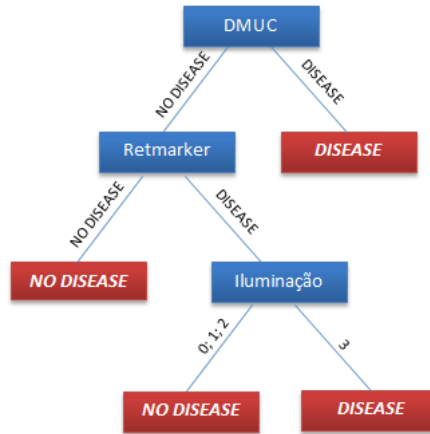 DMUC
NO DISEASE
DISEASE
Retmarker
DISEASE
NO DISEASE
DISEASE
NO DISEASE
Iluminação
0; 1; 2
3
NO DISEASE
DISEASE